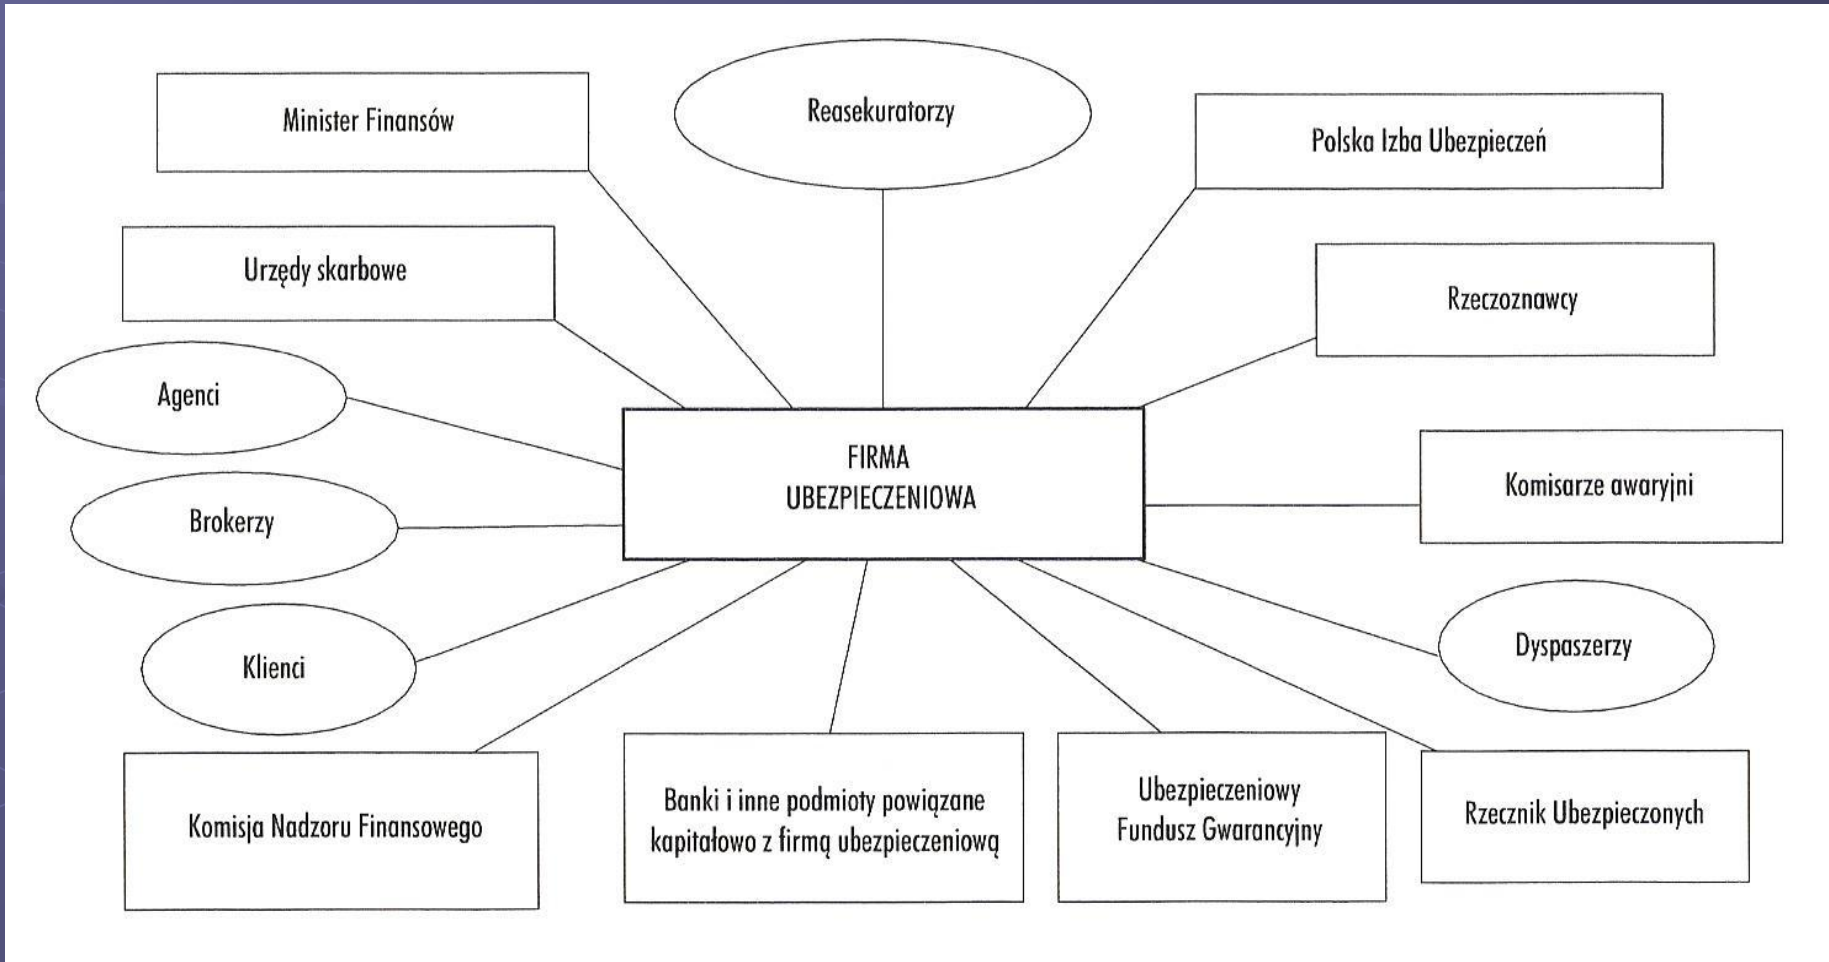 Minister Finansów
Reasekuratorzy
Polska Izba Ubezpieczeń
Urzędy skarbowe
Rzeczoznawcy
Agenci
FIRMA
UBEZPIECZENIOWA
Komisarze awaryjni
Brokerzy
Klienci
Dyspaszerzy
Komisja Nadzoru Finansowego
Banki i inne podmioty powiązane
kapitałowo z firmą ubezpieczeniową
Ubezpieczeniowy
Fundusz Gwarancyjny
Rzecznik Ubezpieczonych